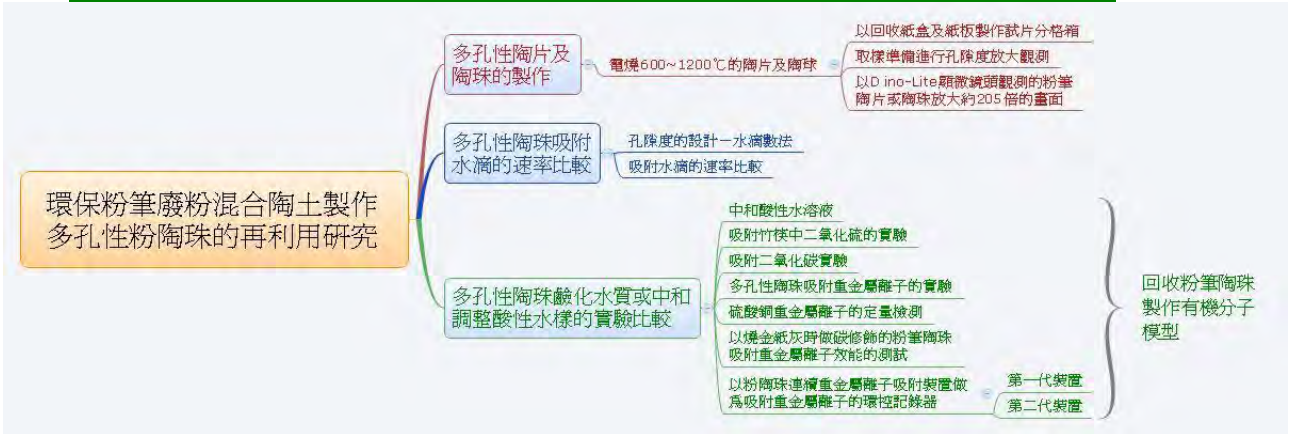 環保粉筆廢粉混合陶土製作
多孔性粉陶珠的再利用研究
多孔性陶片及
陶珠的製作
電燒600~1200℃的陶片及陶球
以回收紙盒及紙板製作試片分格箱
取樣準備進行孔隙度放大觀測
以D ino-Lite顯微鏡頭觀測的粉筆
陶片或陶珠放大約205倍的畫面
多孔性陶珠吸附
水滴的速率比較
孔隙度的設計－水滴數法
吸附水滴的速率比較
多孔性陶珠鹼化水質或中和
調整酸性水樣的實驗比較
中和酸性水溶液
吸附竹筷中二氧化硫的實驗
吸附二氧化碳實驗
多孔性陶珠吸附重金屬離子的實驗
硫酸銅重金屬離子的定量檢測
以燒金紙灰時做碳修飾的粉筆陶珠
吸附重金屬離子效能的測試
以粉陶珠連續重金屬離子吸附裝置做
為吸附重金屬離子的環控記錄器
第一代裝置
第二代裝置
回收粉筆陶珠
製作有機分子
模型